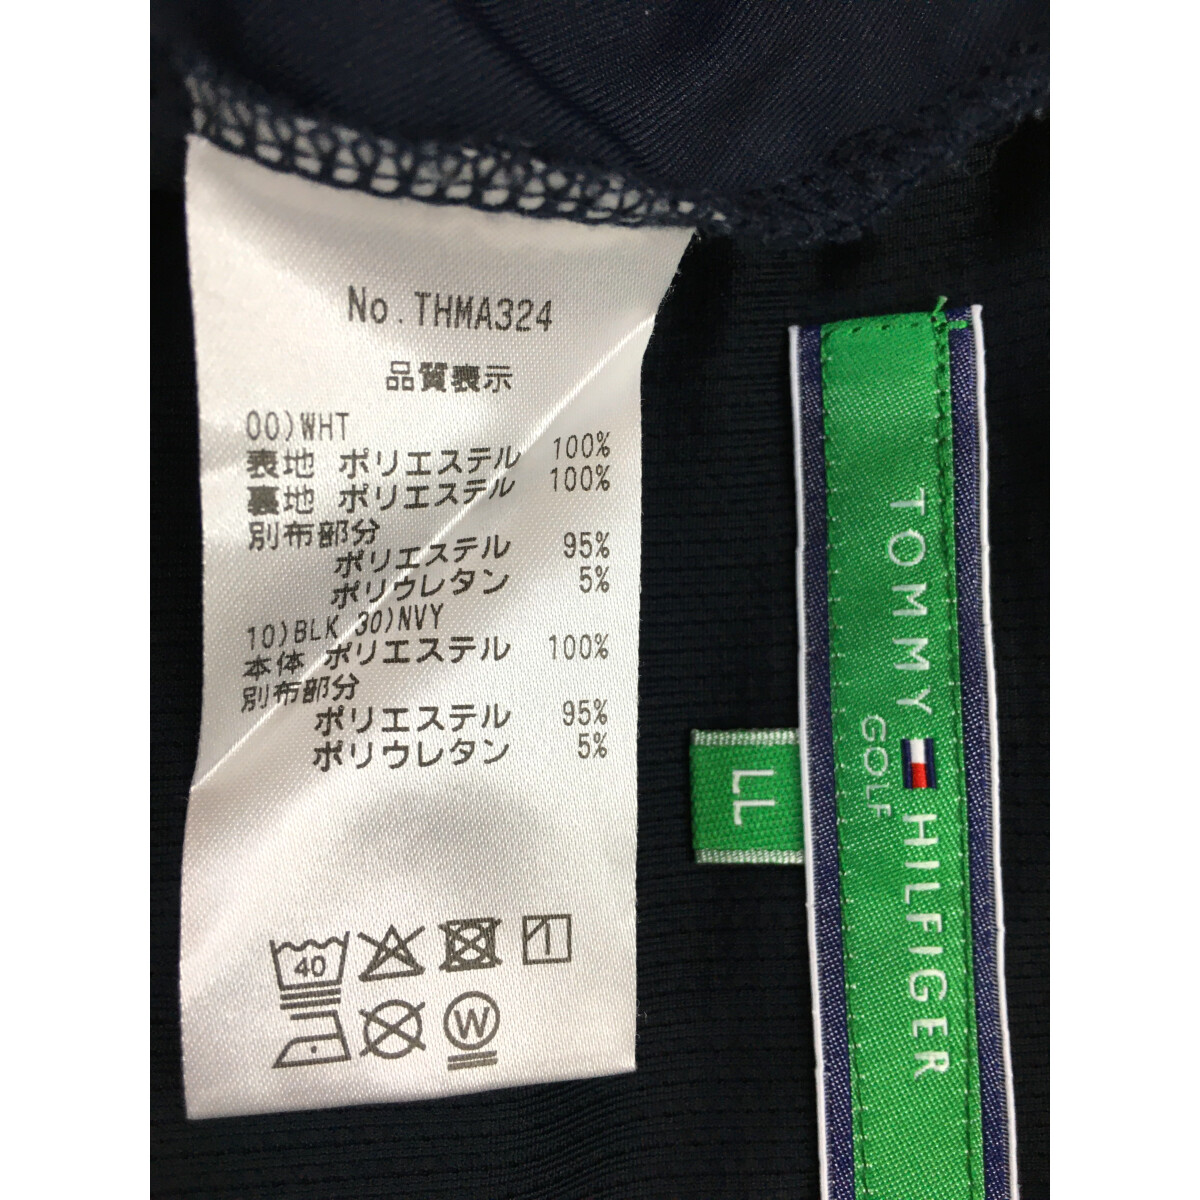 No.THMA324
品質表示
00)WHT
表地 ポリエステル 100%
裏地 ポリエステル 100%
別布部分
ポリエステル 95%
ポリウレタン 5%
10)BLK 30)NVY
本体 ポリエステル 100%
別布部分
ポリエステル 95%
ポリウレタン 5%
40
W
LL
TOMMY HILFIGER
GOLF